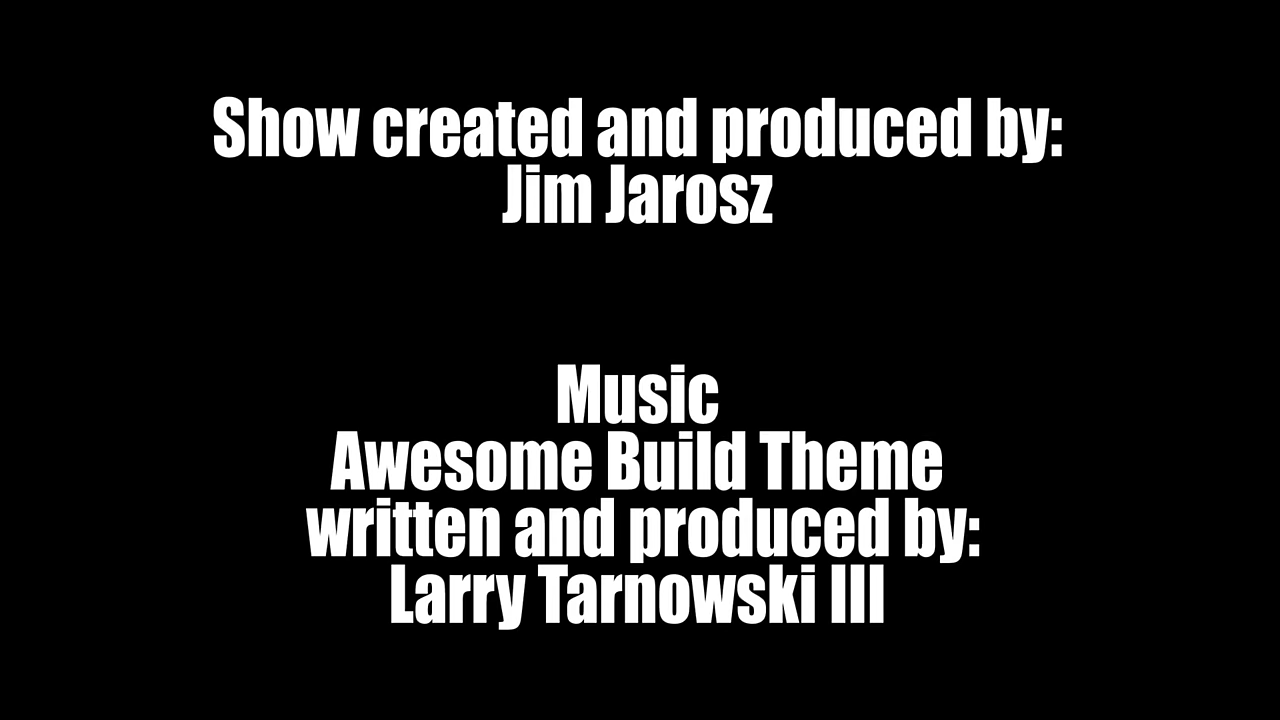 Show created and produced by:
Jim Jarosz
Music
Awesome Build Theme
written and produced by:
Larry Tarnowski III